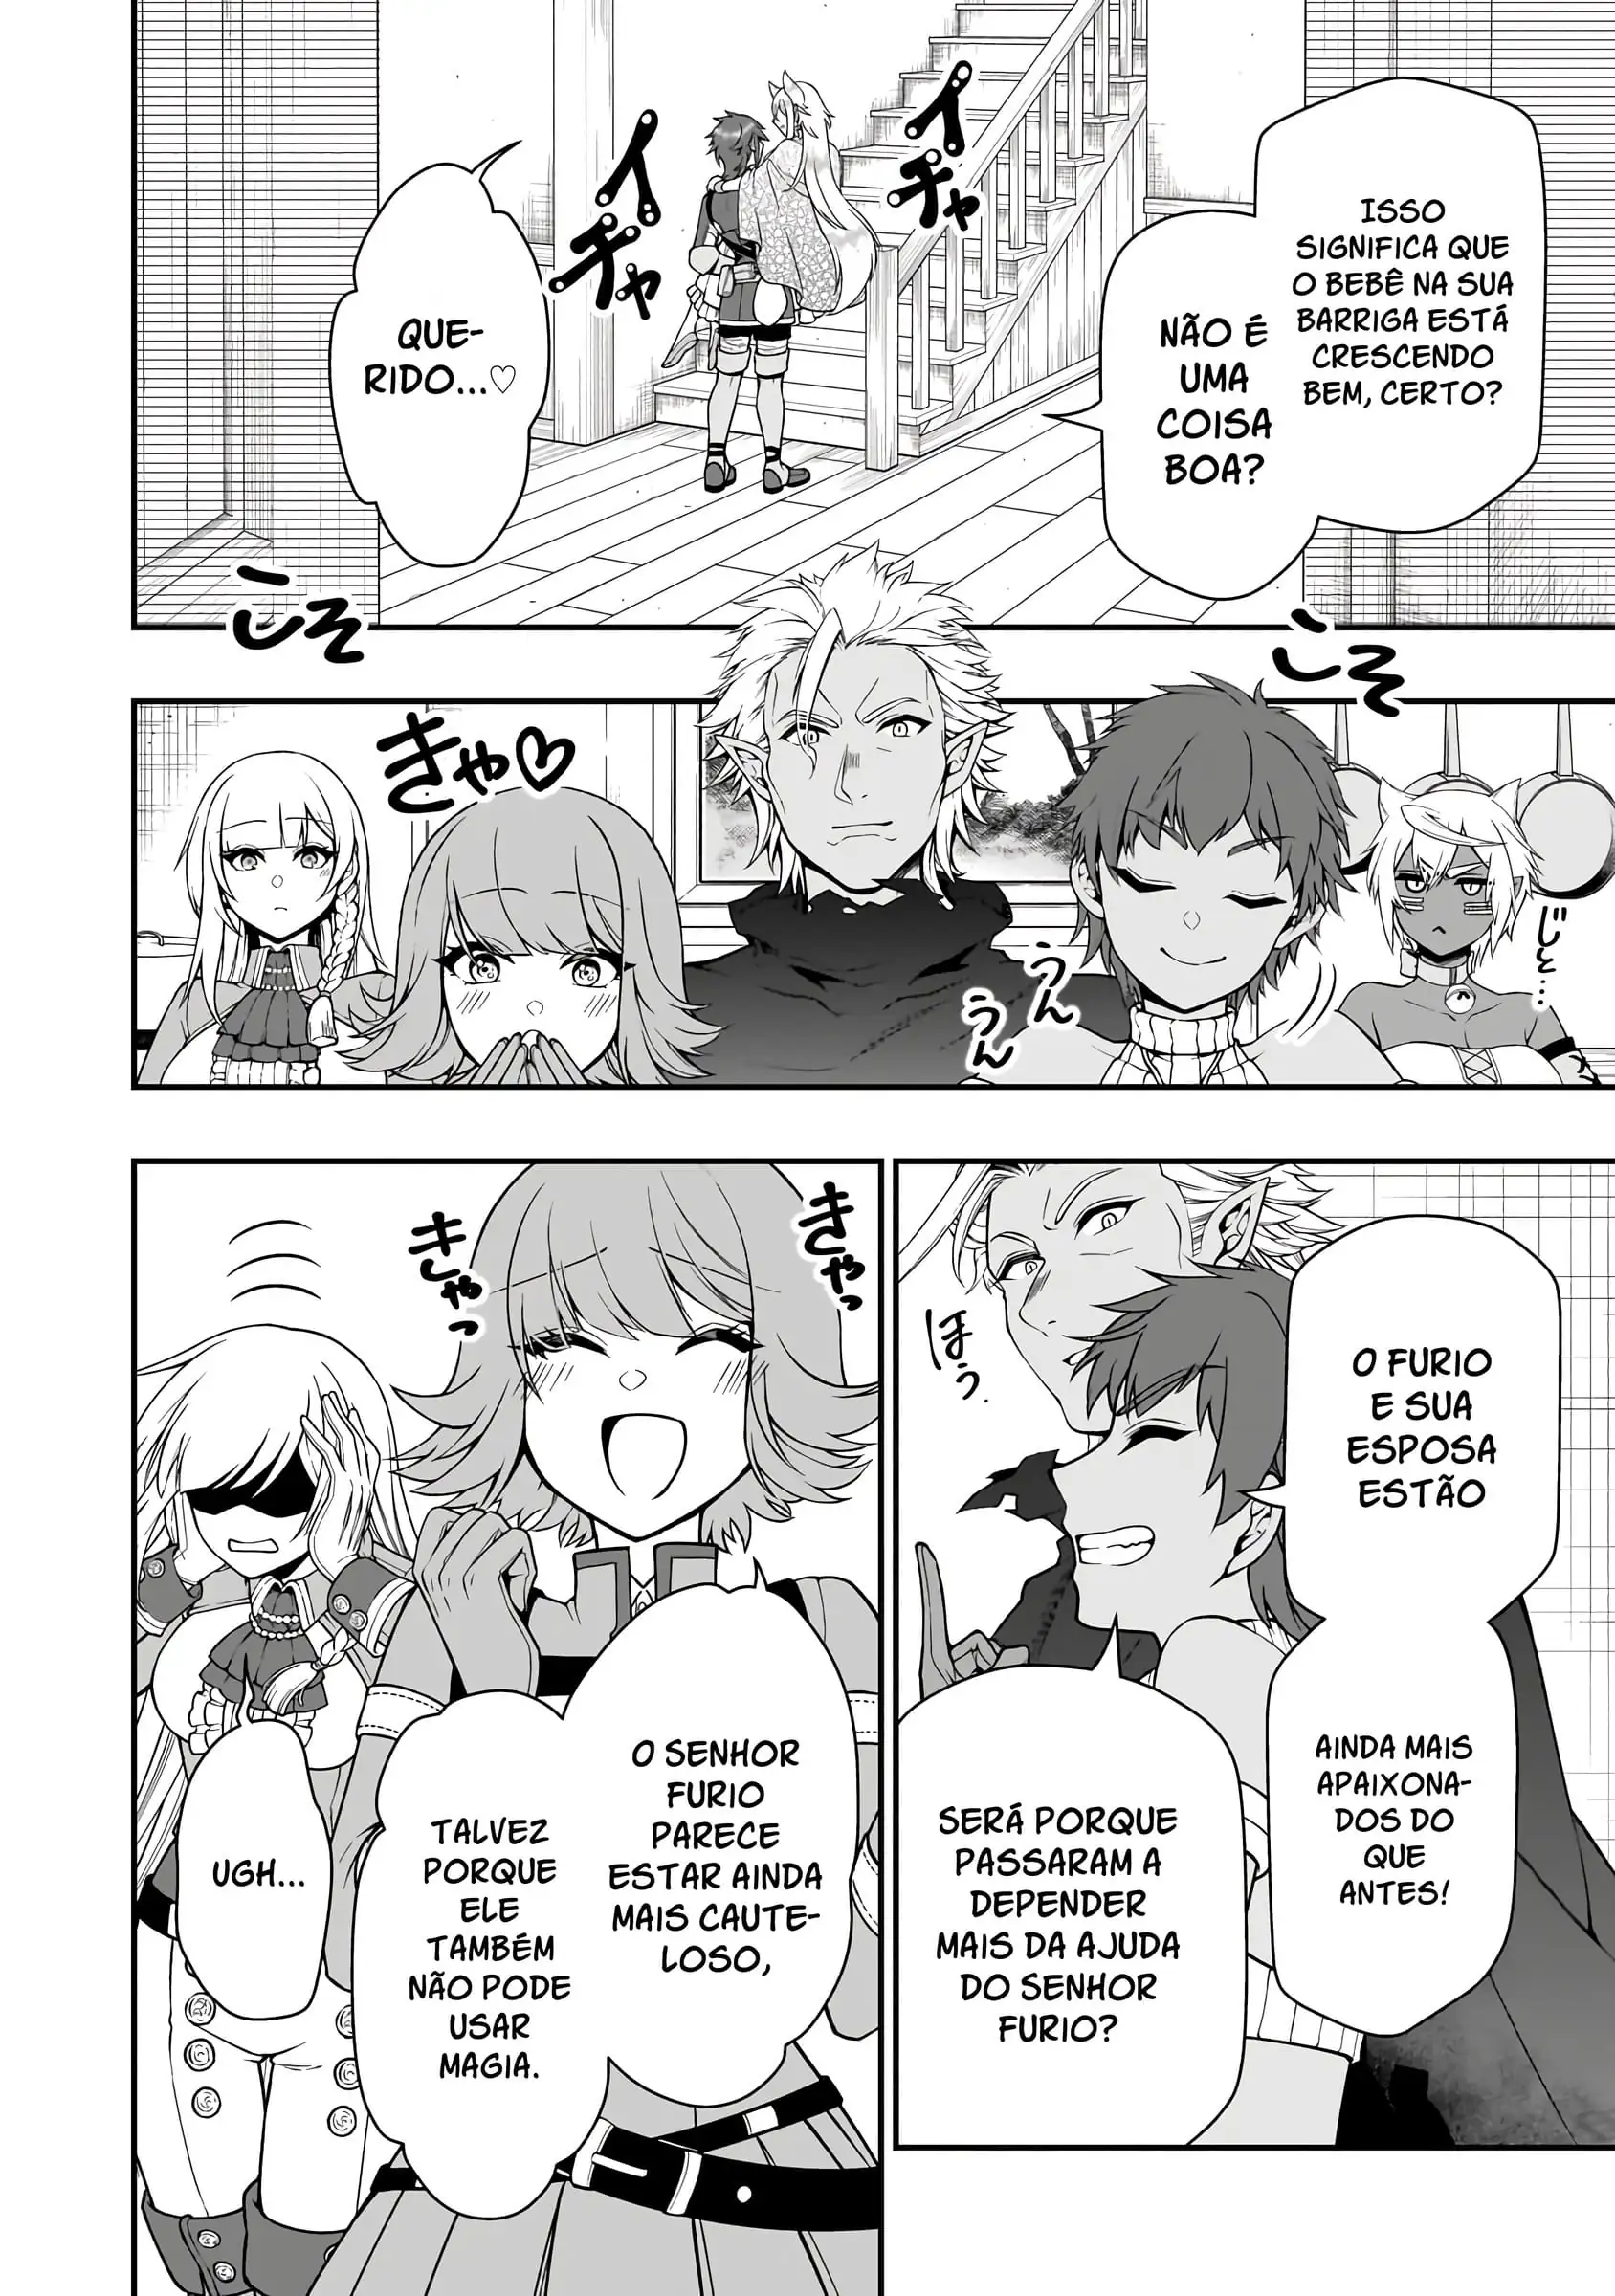 ISSO
SIGNIFICA QUE
O BEBÊ NA SUA
BARRIGA ESTÁ
CRESCENDO
BEM, CERTO?
NÃO É
UMA
COISA
BOA?
イチャ
イチャ
QUE-
RIDO...♡
こそ
こそ
きゃ♡
うん
うん
じと…
O FURIO
E SUA
ESPOSA
ESTÃO
AINDA MAIS
APAIXONA-
DOS DO
QUE
ANTES!
ほぅ
SERÁ PORQUE
PASSARAM A
DEPENDER
MAIS DA AJUDA
DO SENHOR
FURIO?
きゃっ
きゃっ
O SENHOR
FURIO
PARECE
ESTAR AINDA
MAIS CAUTE-
LOSO,
TALVEZ
PORQUE
ELE
TAMBÉM
NÃO PODE
USAR
MAGIA.
UGH...